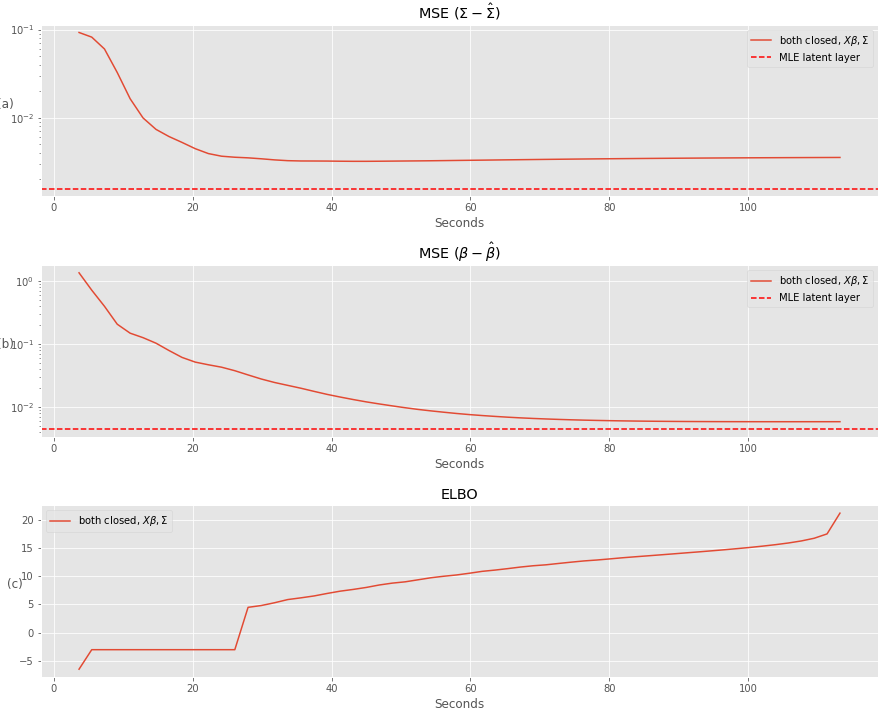 MSE (Σ − Σ̂)
10⁻¹
10⁻²
a)
both closed, Xβ, Σ
MLE latent layer
0 20 40 60 80 100
Seconds
MSE (β − β̂)
10⁰
10⁻¹
10⁻²
(b)
both closed, Xβ, Σ
MLE latent layer
0 20 40 60 80 100
Seconds
ELBO
20
15
10
5
0
−5
(c)
both closed, Xβ, Σ
0 20 40 60 80 100
Seconds